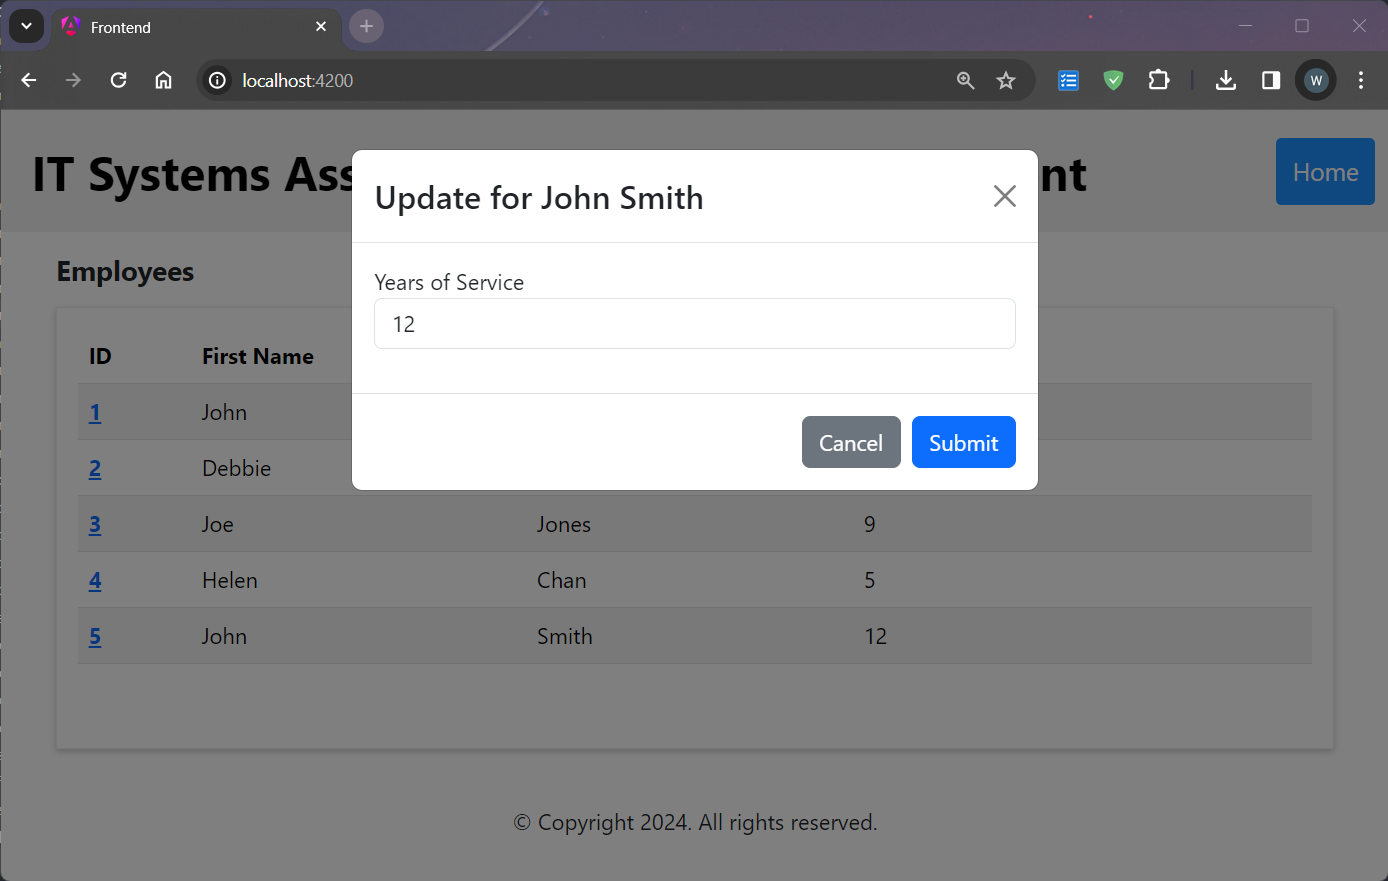 Frontend
localhost:4200
W
IT Systems Ass
nt
Home
Update for John Smith
Years of Service
12
Cancel
Submit
Employees
ID First Name
1 John
2 Debbie
3 Joe Jones 9
4 Helen Chan 5
5 John Smith 12
© Copyright 2024. All rights reserved.